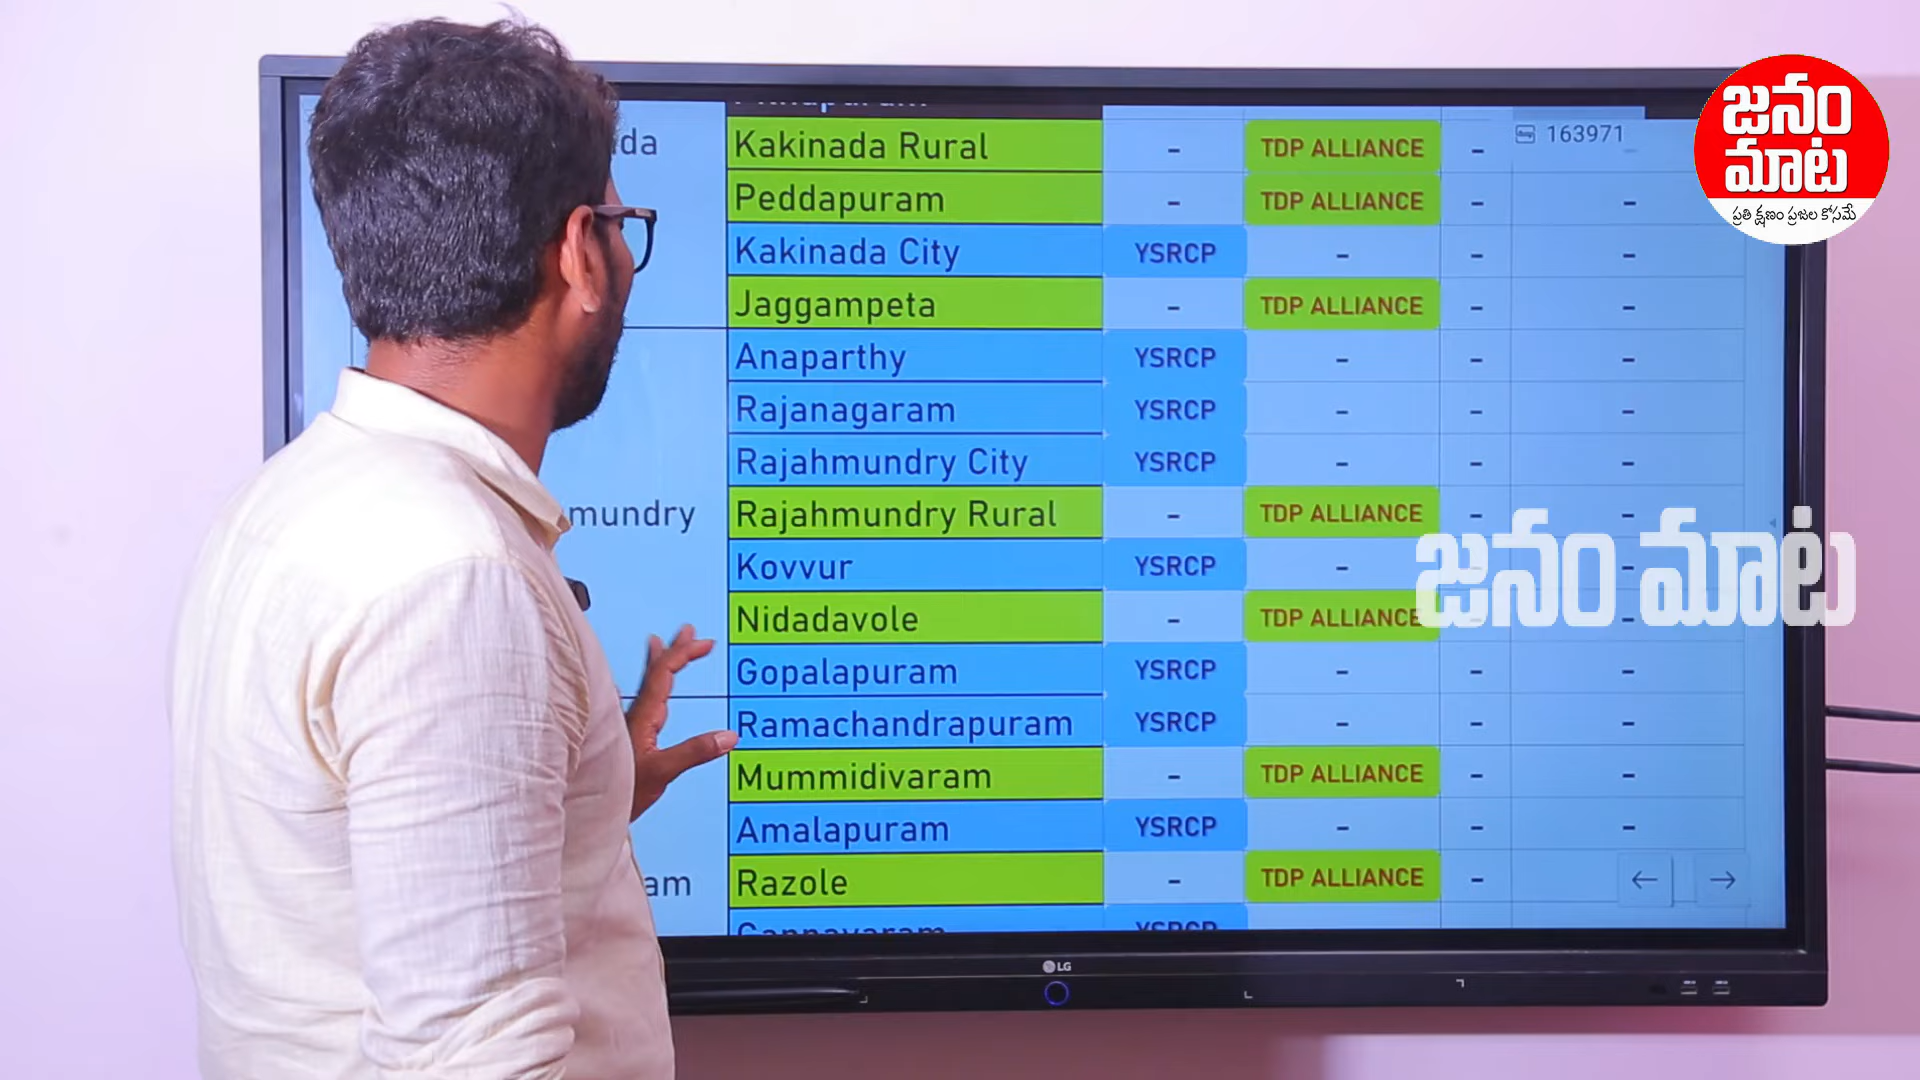 Kakinada Rural - TDP ALLIANCE - 163971
Peddapuram - TDP ALLIANCE - -
Kakinada City YSRCP - - -
Jaggampeta - TDP ALLIANCE - -
Anaparthy YSRCP - - -
Rajanagaram YSRCP - - -
Rajahmundry City YSRCP - - -
mundry Rajahmundry Rural - TDP ALLIANCE - -
Kovvur YSRCP - - -
Nidadavole - TDP ALLIANCE - -
Gopalapuram YSRCP - - -
Ramachandrapuram YSRCP - - -
Mummidivaram - TDP ALLIANCE - -
Amalapuram YSRCP - - -
am Razole - TDP ALLIANCE -
YSRCP
LG
జనం
మాట
ప్రతి క్షణం ప్రజల కోసమే
జనం మాట